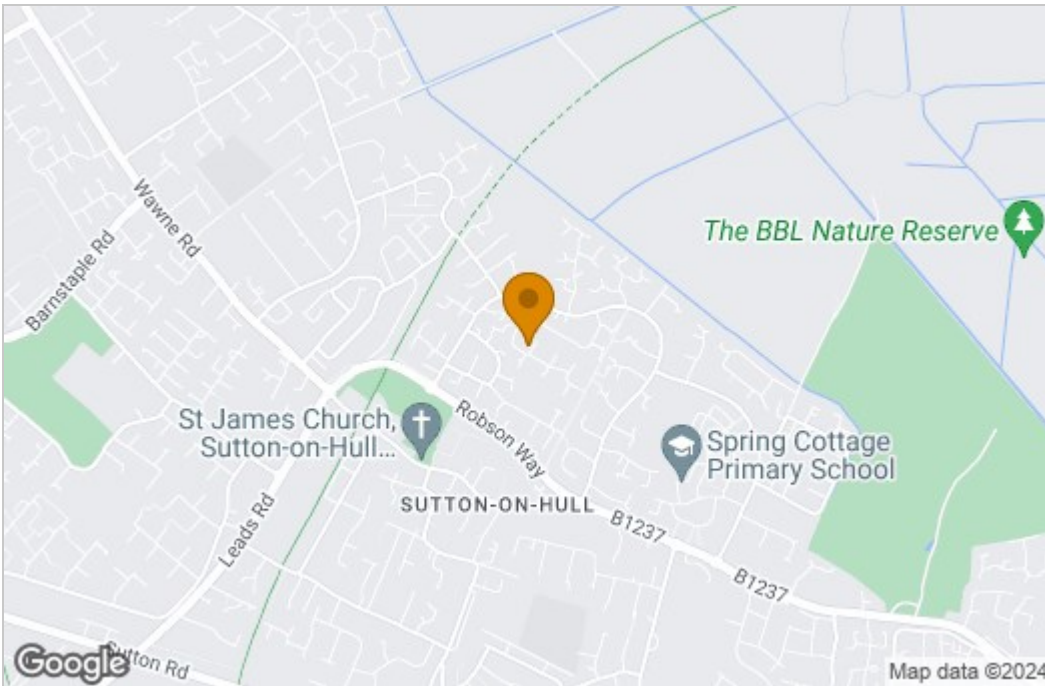 Wawne Rd
Barnstaple Rd
The BBL Nature Reserve
St James Church,
Sutton-on-Hull...
Robson Way
Spring Cottage
Primary School
SUTTON-ON-HULL
B1237
Leads Rd
B1237
Sutton Rd
Google
Map data ©2024